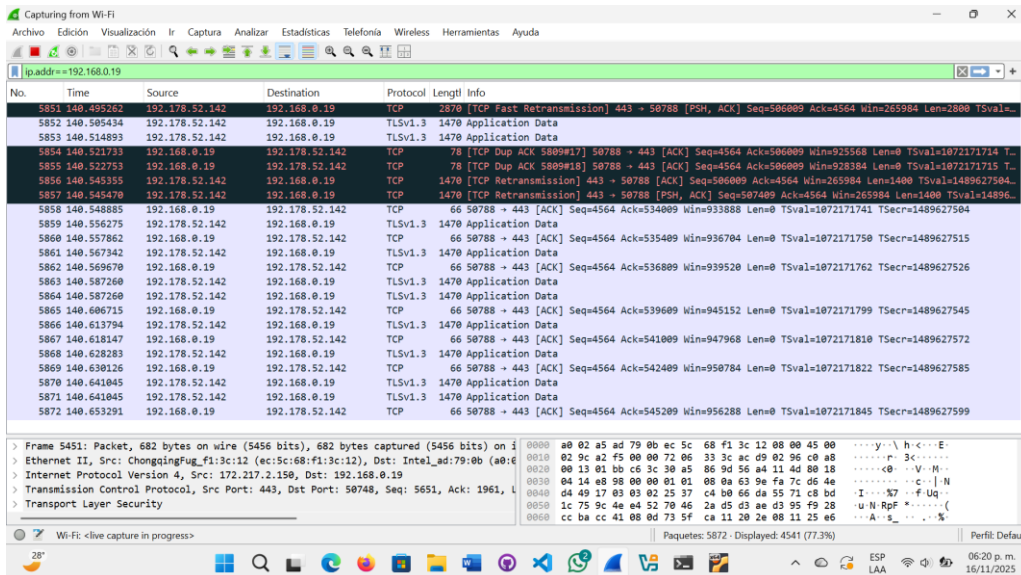 Capturing from Wi-Fi
Archivo Edición Visualización Ir Captura Analizar Estadísticas Telefonía Wireless Herramientas Ayuda
ip.addr==192.168.0.19
No. Time Source Destination Protocol Lengtl Info
5851 140.495262 192.178.52.142 192.168.0.19 TCP 2870 [TCP Fast Retransmission] 443 → 50788 [PSH, ACK] Seq=506009 Ack=4564 Win=265984 Len=2800 TSval=…
5852 140.505434 192.178.52.142 192.168.0.19 TLSv1.3 1470 Application Data
5853 140.514893 192.178.52.142 192.168.0.19 TLSv1.3 1470 Application Data
5854 140.521733 192.168.0.19 192.178.52.142 TCP 78 [TCP Dup ACK 5809#17] 50788 → 443 [ACK] Seq=4564 Ack=506009 Win=925568 Len=0 TSval=1072171714 T…
5855 140.522753 192.168.0.19 192.178.52.142 TCP 78 [TCP Dup ACK 5809#18] 50788 → 443 [ACK] Seq=4564 Ack=506009 Win=928384 Len=0 TSval=1072171715 T…
5856 140.545355 192.178.52.142 192.168.0.19 TCP 1470 [TCP Retransmission] 443 → 50788 [ACK] Seq=506009 Ack=4564 Win=265984 Len=1400 TSval=1489627504…
5857 140.545470 192.178.52.142 192.168.0.19 TCP 1470 [TCP Retransmission] 443 → 50788 [PSH, ACK] Seq=507409 Ack=4564 Win=265984 Len=1400 TSval=14896…
5858 140.548885 192.168.0.19 192.178.52.142 TCP 66 50788 → 443 [ACK] Seq=4564 Ack=534009 Win=933888 Len=0 TSval=1072171741 TSecr=1489627504
5859 140.556275 192.178.52.142 192.168.0.19 TLSv1.3 1470 Application Data
5860 140.557862 192.168.0.19 192.178.52.142 TCP 66 50788 → 443 [ACK] Seq=4564 Ack=535409 Win=936704 Len=0 TSval=1072171750 TSecr=1489627515
5861 140.567342 192.178.52.142 192.168.0.19 TLSv1.3 1470 Application Data
5862 140.569670 192.168.0.19 192.178.52.142 TCP 66 50788 → 443 [ACK] Seq=4564 Ack=536809 Win=939520 Len=0 TSval=1072171762 TSecr=1489627526
5863 140.587260 192.178.52.142 192.168.0.19 TLSv1.3 1470 Application Data
5864 140.587260 192.178.52.142 192.168.0.19 TLSv1.3 1470 Application Data
5865 140.606715 192.168.0.19 192.178.52.142 TCP 66 50788 → 443 [ACK] Seq=4564 Ack=539609 Win=945152 Len=0 TSval=1072171799 TSecr=1489627545
5866 140.613794 192.178.52.142 192.168.0.19 TLSv1.3 1470 Application Data
5867 140.618147 192.168.0.19 192.178.52.142 TCP 66 50788 → 443 [ACK] Seq=4564 Ack=541009 Win=947968 Len=0 TSval=1072171810 TSecr=1489627572
5868 140.628283 192.178.52.142 192.168.0.19 TLSv1.3 1470 Application Data
5869 140.630126 192.168.0.19 192.178.52.142 TCP 66 50788 → 443 [ACK] Seq=4564 Ack=542409 Win=950784 Len=0 TSval=1072171822 TSecr=1489627585
5870 140.641045 192.178.52.142 192.168.0.19 TLSv1.3 1470 Application Data
5871 140.641045 192.178.52.142 192.168.0.19 TLSv1.3 1470 Application Data
5872 140.653291 192.168.0.19 192.178.52.142 TCP 66 50788 → 443 [ACK] Seq=4564 Ack=545209 Win=956288 Len=0 TSval=1072171845 TSecr=1489627599
Frame 5451: Packet, 682 bytes on wire (5456 bits), 682 bytes captured (5456 bits) on i
Ethernet II, Src: ChongqingFug_f1:3c:12 (ec:5c:68:f1:3c:12), Dst: Intel_ad:79:0b (a0:
Internet Protocol Version 4, Src: 172.217.2.150, Dst: 192.168.0.19
Transmission Control Protocol, Src Port: 443, Dst Port: 50748, Seq: 5651, Ack: 1961, L
Transport Layer Security
0000 a0 02 a5 ad 79 0b ec 5c 68 f1 3c 12 08 00 45 00 ····y··\ h·<···E·
0010 02 9c a2 f5 00 00 72 06 33 3c ac d9 02 96 c0 a8 ······r· 3<······
0020 00 13 01 bb c6 3c 30 a5 86 9d 56 a4 11 4d 80 18 ·····<0· ··V··M··
0030 04 14 e8 98 00 00 01 01 08 0a 63 9e fa 7c d6 4e ········ ··c··|·N
0040 d4 49 17 03 03 02 25 37 c4 b0 66 da 55 71 c8 bd ·I····%7 ··f·Uq··
0050 1c 75 9c 4e e4 52 70 46 2a d5 d3 ae d3 95 f9 28 ·u·N·RpF *······(
0060 cc ba cc 41 08 0d 73 5f ca 11 20 2e 08 11 25 e6 ···A··s_ ·· .··%·
Wi-Fi: <live capture in progress>
Paquetes: 5872 · Displayed: 4541 (77.3%)
Perfil: Defau
28°
2
ESP
LAA
06:20 p. m.
16/11/2025